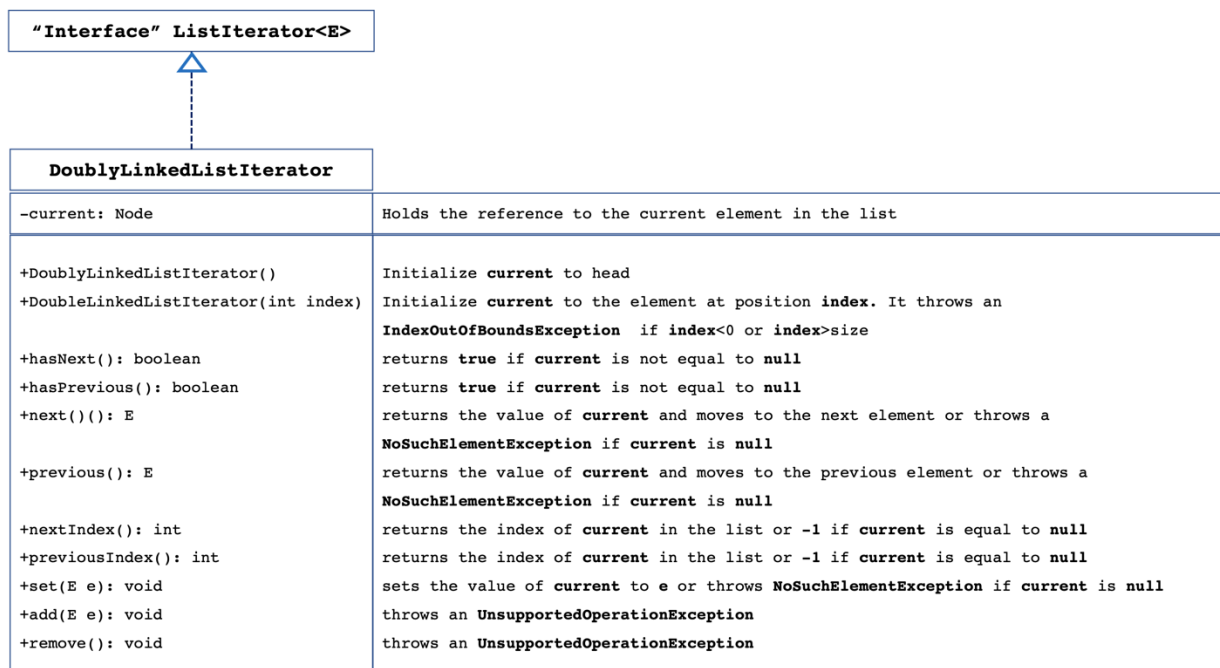 “Interface” ListIterator<E>
DoublyLinkedListIterator
-current: Node Holds the reference to the current element in the list
+DoublyLinkedListIterator() Initialize current to head
+DoubleLinkedListIterator(int index) Initialize current to the element at position index. It throws an
IndexOutOfBoundsException if index<0 or index>size
+hasNext(): boolean returns true if current is not equal to null
+hasPrevious(): boolean returns true if current is not equal to null
+next()(): E returns the value of current and moves to the next element or throws a
NoSuchElementException if current is null
+previous(): E returns the value of current and moves to the previous element or throws a
NoSuchElementException if current is null
+nextIndex(): int returns the index of current in the list or -1 if current is equal to null
+previousIndex(): int returns the index of current in the list or -1 if current is equal to null
+set(E e): void sets the value of current to e or throws NoSuchElementException if current is null
+add(E e): void throws an UnsupportedOperationException
+remove(): void throws an UnsupportedOperationException